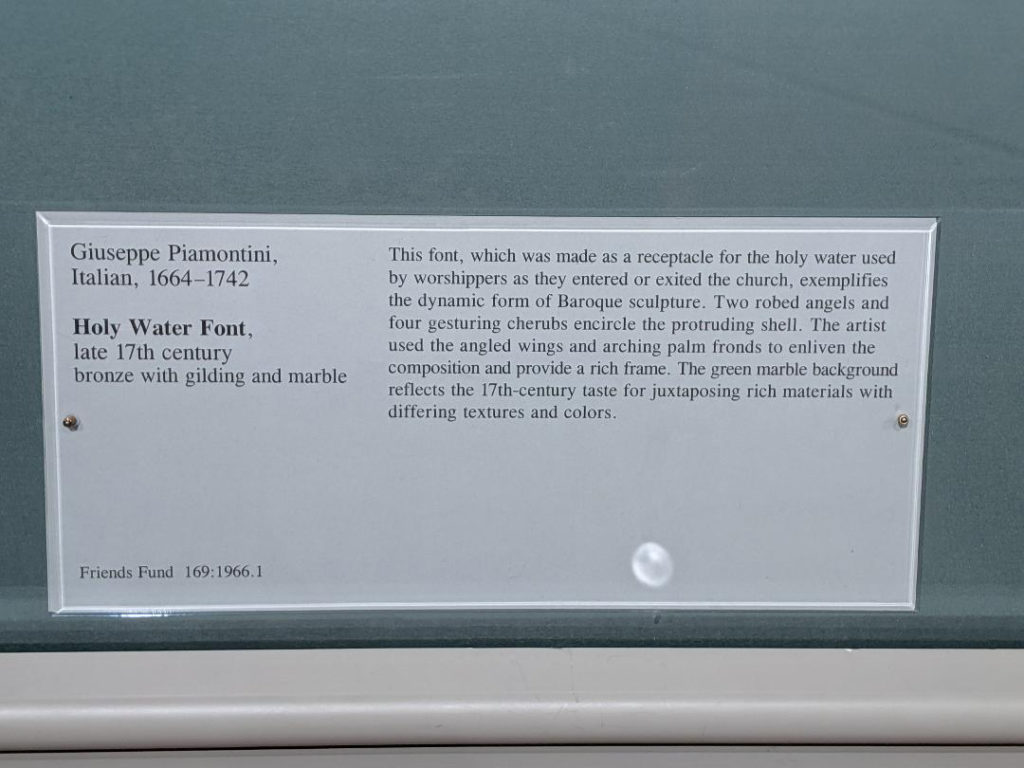 Giuseppe Piamontini,
Italian, 1664–1742
Holy Water Font,
late 17th century
bronze with gilding and marble
This font, which was made as a receptacle for the holy water used
by worshippers as they entered or exited the church, exemplifies
the dynamic form of Baroque sculpture. Two robed angels and
four gesturing cherubs encircle the protruding shell. The artist
used the angled wings and arching palm fronds to enliven the
composition and provide a rich frame. The green marble background
reflects the 17th-century taste for juxtaposing rich materials with
differing textures and colors.
Friends Fund 169:1966.1